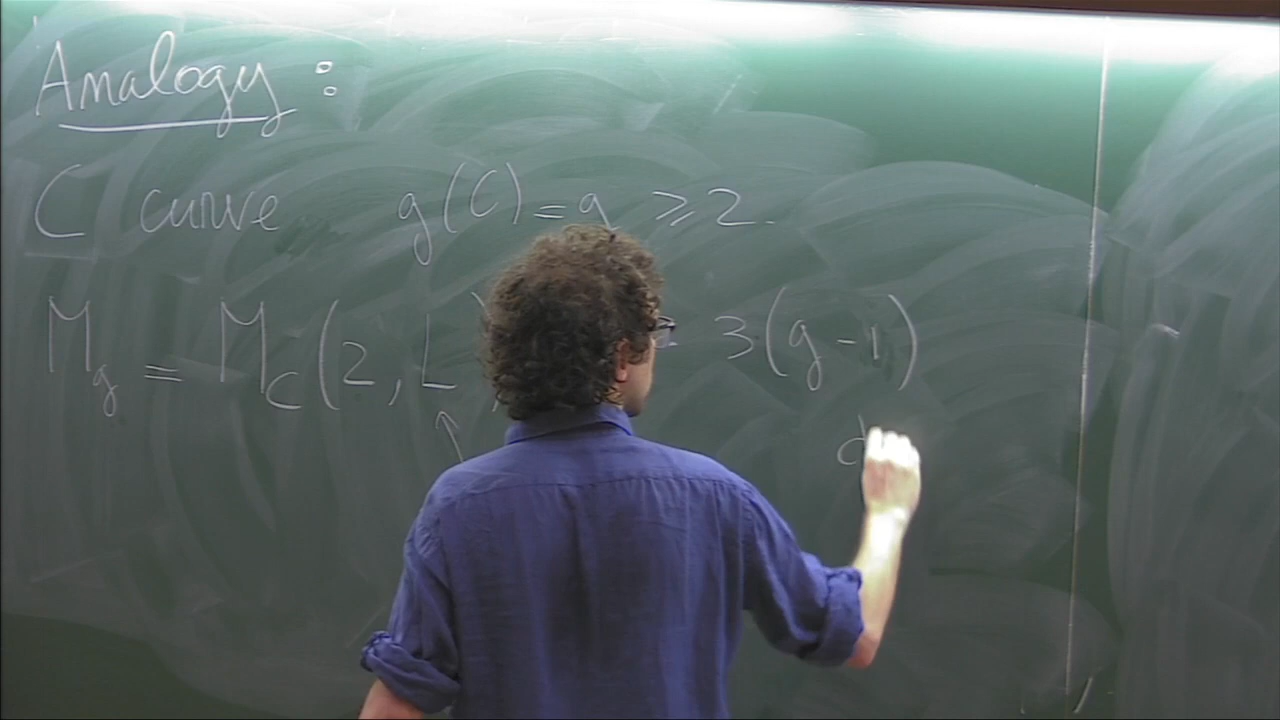 Analogy :
C curve g(C) = g ⩾ 2.
M_g = M_C(2, L ) 3(g-1)
↑ d